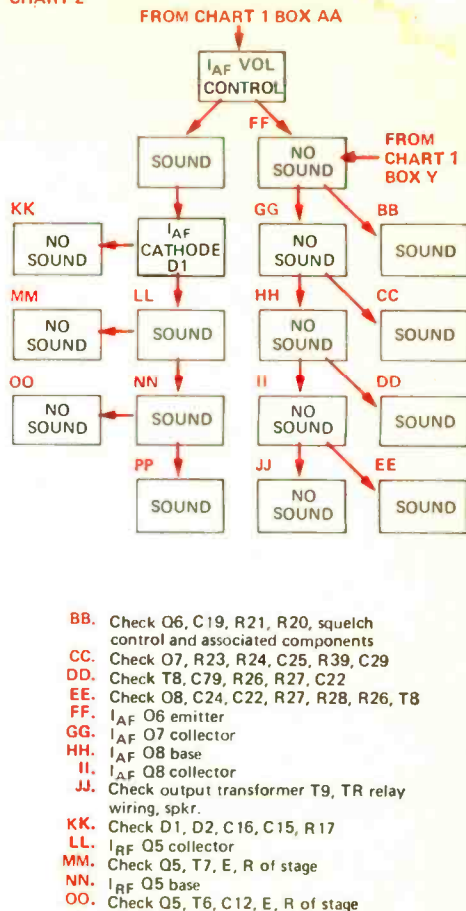 CHART 2
FROM CHART 1 BOX AA
IAF VOL
CONTROL
FF
SOUND
NO
SOUND
FROM
CHART 1
BOX Y
KK
GG
BB
NO
SOUND
IAF
CATHODE
D1
NO
SOUND
SOUND
MM
LL
HH
CC
NO
SOUND
SOUND
NO
SOUND
SOUND
OO
NN
II
DD
NO
SOUND
SOUND
NO
SOUND
SOUND
PP
JJ
EE
SOUND
NO
SOUND
SOUND
BB. Check Q6, C19, R21, R20, squelch
control and associated components
CC. Check Q7, R23, R24, C25, R39, C29
DD. Check T8, C79, R26, R27, C22
EE. Check Q8, C24, C22, R27, R28, R26, T8
FF. IAF Q6 emitter
GG. IAF Q7 collector
HH. IAF Q8 base
II. IAF Q8 collector
JJ. Check output transformer T9, TR relay
wiring, spkr.
KK. Check D1, D2, C16, C15, R17
LL. IRF Q5 collector
MM. Check Q5, T7, E, R of stage
NN. IRF Q5 base
OO. Check Q5, T6, C12, E, R of stage